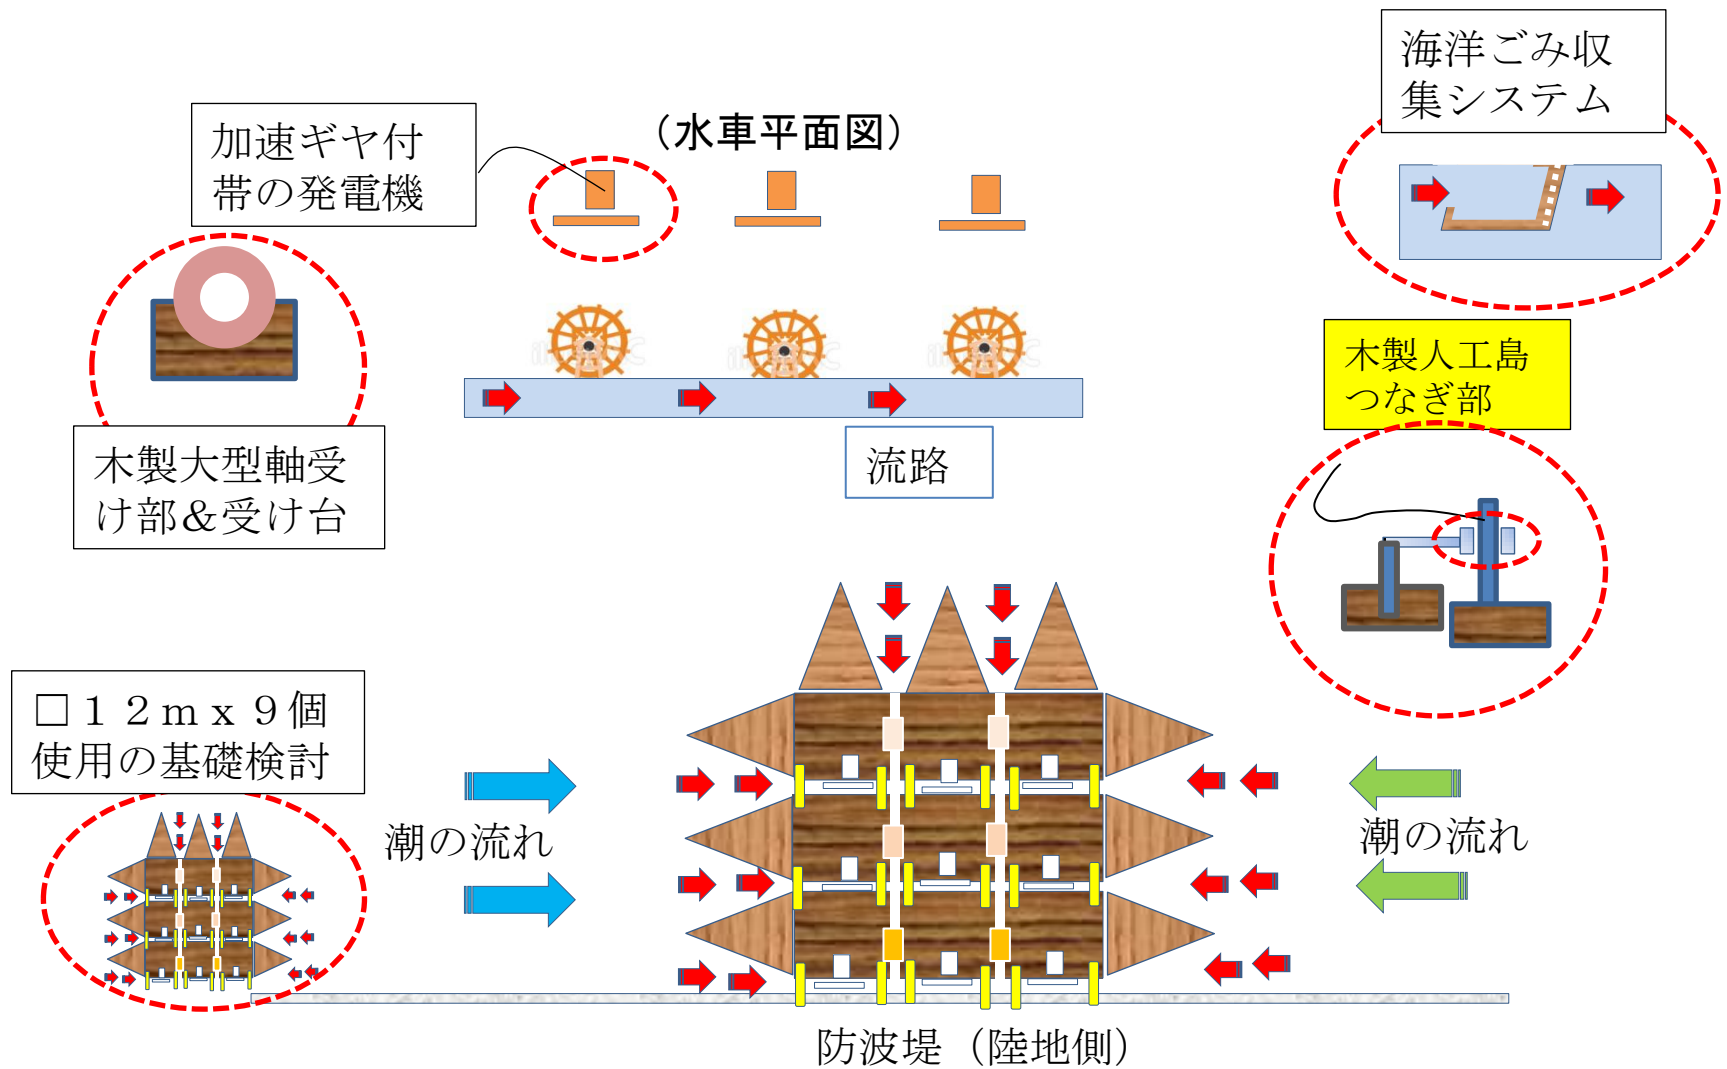 海洋ごみ収
集システム
加速ギヤ付
帯の発電機
（水車平面図）
木製人工島
つなぎ部
木製大型軸受
け部＆受け台
流路
□１２ｍｘ９個
使用の基礎検討
潮の流れ
潮の流れ
防波堤（陸地側）